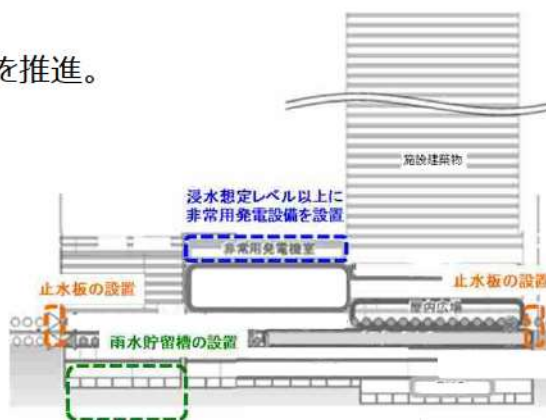 を推進。
施設建築物
浸水想定レベル以上に
非常用発電設備を設置
非常用発電機室
止水板の設置
止水板の設置
屋内広場
雨水貯留槽の設置